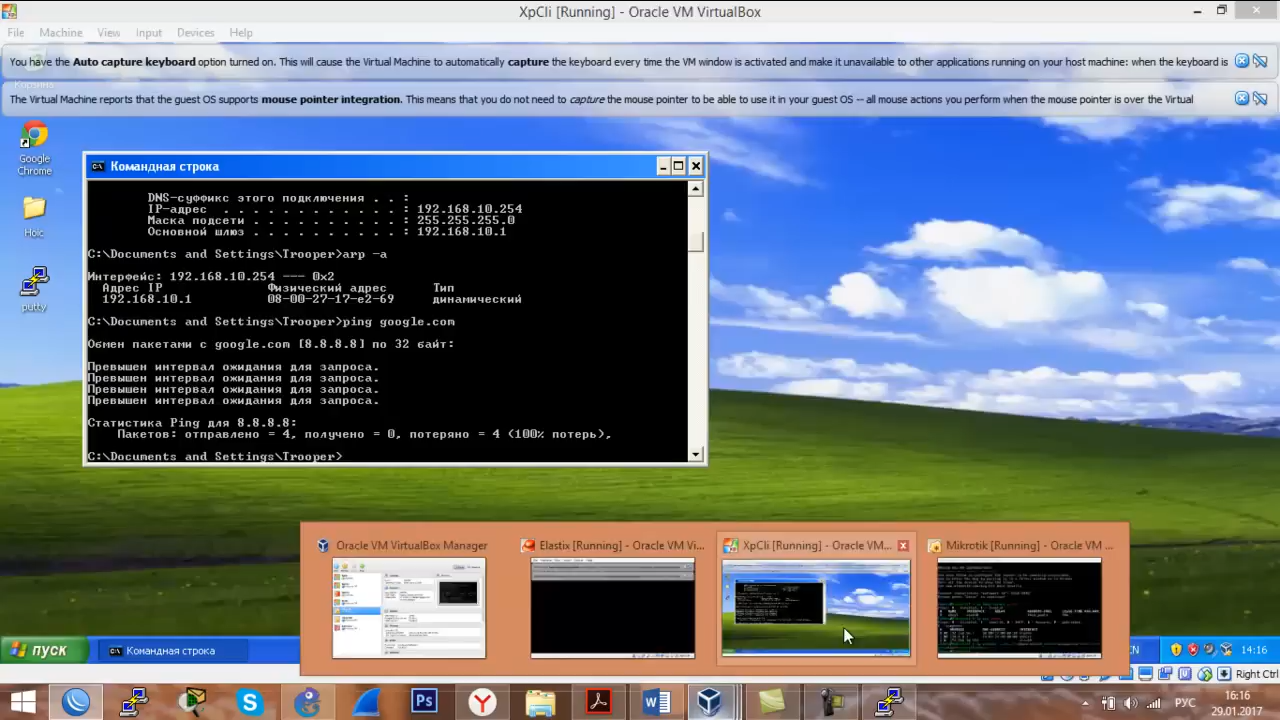 XpCli [Running] - Oracle VM VirtualBox
File Machine View Input Devices Help
You have the Auto capture keyboard option turned on. This will cause the Virtual Machine to automatically capture the keyboard every time the VM window is activated and make it unavailable to other applications running on your host machine: when the keyboard is
The Virtual Machine reports that the guest OS supports mouse pointer integration. This means that you do not need to capture the mouse pointer to be able to use it in your guest OS -- all mouse actions you perform when the mouse pointer is over the Virtual
Google
Chrome
Hoic
putty
Командная строка
DNS-суффикс этого подключения . . :
IP-адрес . . . . . . . . . . . . : 192.168.10.254
Маска подсети . . . . . . . . . . : 255.255.255.0
Основной шлюз . . . . . . . . . . : 192.168.10.1
C:\Documents and Settings\Trooper>arp -a
Интерфейс: 192.168.10.254 --- 0x2
Адрес IP Физический адрес Тип
192.168.10.1 08-00-27-17-e2-69 динамический
C:\Documents and Settings\Trooper>ping google.com
Обмен пакетами с google.com [8.8.8.8] по 32 байт:
Превышен интервал ожидания для запроса.
Превышен интервал ожидания для запроса.
Превышен интервал ожидания для запроса.
Превышен интервал ожидания для запроса.
Статистика Ping для 8.8.8.8:
Пакетов: отправлено = 4, получено = 0, потеряно = 4 (100% потерь),
C:\Documents and Settings\Trooper>
Oracle VM VirtualBox Manager
Elastix [Running] - Oracle VM Vi...
XpCli [Running] - Oracle VM...
Mikrotik [Running] - Oracle VM ...
пуск
Командная строка
14:16
Right Ctrl
РУС
16:16
29.01.2017